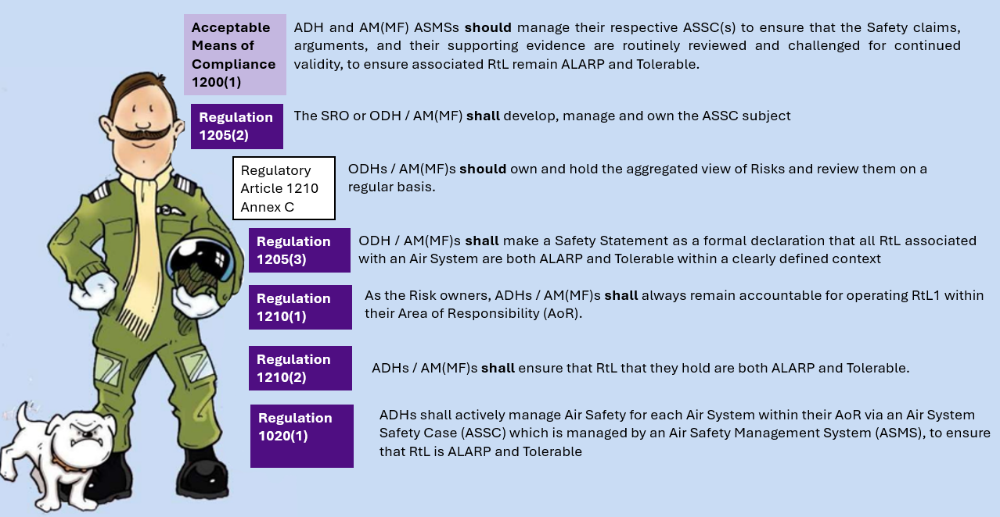 Acceptable
Means of
Compliance
1200(1)
ADH and AM(MF) ASMSs should manage their respective ASSC(s) to ensure that the Safety claims,
arguments, and their supporting evidence are routinely reviewed and challenged for continued
validity, to ensure associated RtL remain ALARP and Tolerable.
Regulation
1205(2)
The SRO or ODH / AM(MF) shall develop, manage and own the ASSC subject
Regulatory
Article 1210
Annex C
ODHs / AM(MF)s should own and hold the aggregated view of Risks and review them on a
regular basis.
Regulation
1205(3)
ODH / AM(MF)s shall make a Safety Statement as a formal declaration that all RtL associated
with an Air System are both ALARP and Tolerable within a clearly defined context
Regulation
1210(1)
As the Risk owners, ADHs / AM(MF)s shall always remain accountable for operating RtL1 within
their Area of Responsibility (AoR).
Regulation
1210(2)
ADHs / AM(MF)s shall ensure that RtL that they hold are both ALARP and Tolerable.
Regulation
1020(1)
ADHs shall actively manage Air Safety for each Air System within their AoR via an Air System
Safety Case (ASSC) which is managed by an Air Safety Management System (ASMS), to ensure
that RtL is ALARP and Tolerable